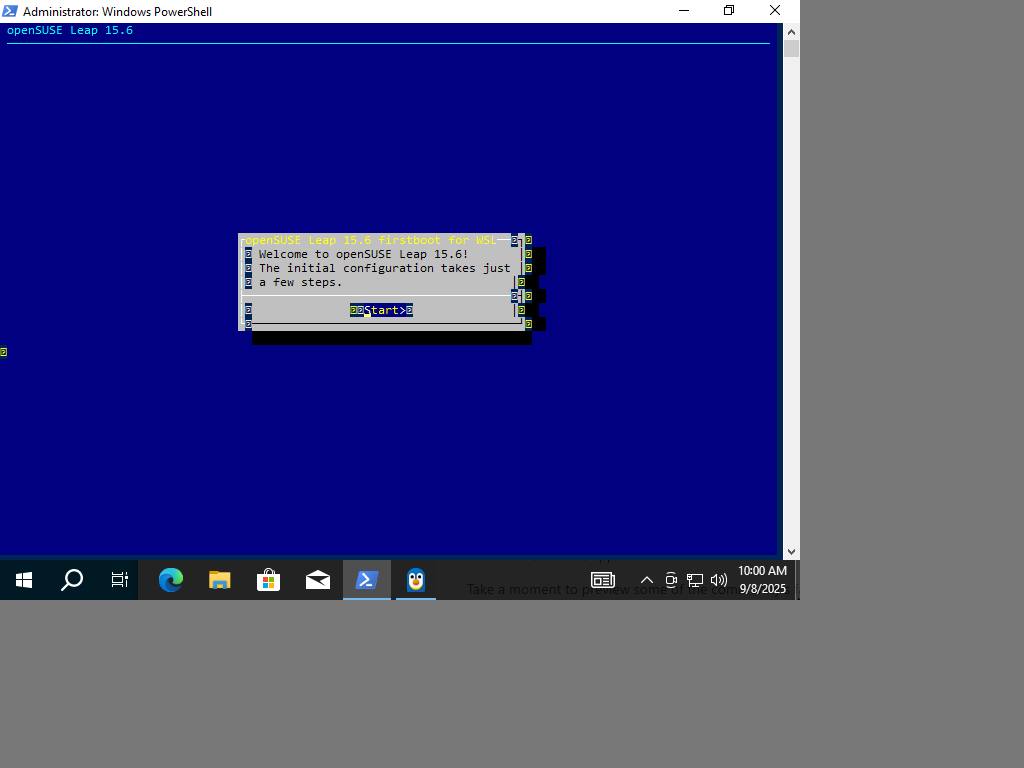 Administrator: Windows PowerShell
openSUSE Leap 15.6
openSUSE Leap 15.6 firstboot for WSL
Welcome to openSUSE Leap 15.6!
The initial configuration takes just
a few steps.
Start>
10:00 AM
Take a moment to preview some of the
9/8/2025